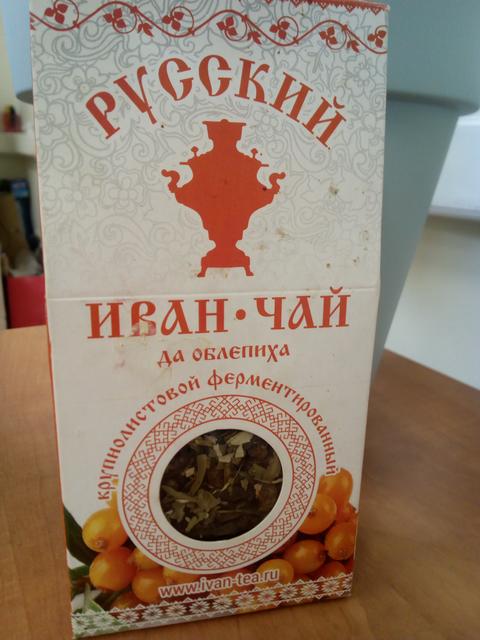 РУССКИЙ
ИВАН•ЧАЙ
ДА ОБЛЕПИХА
крупнолистовой ферментированный
www.ivan-tea.ru